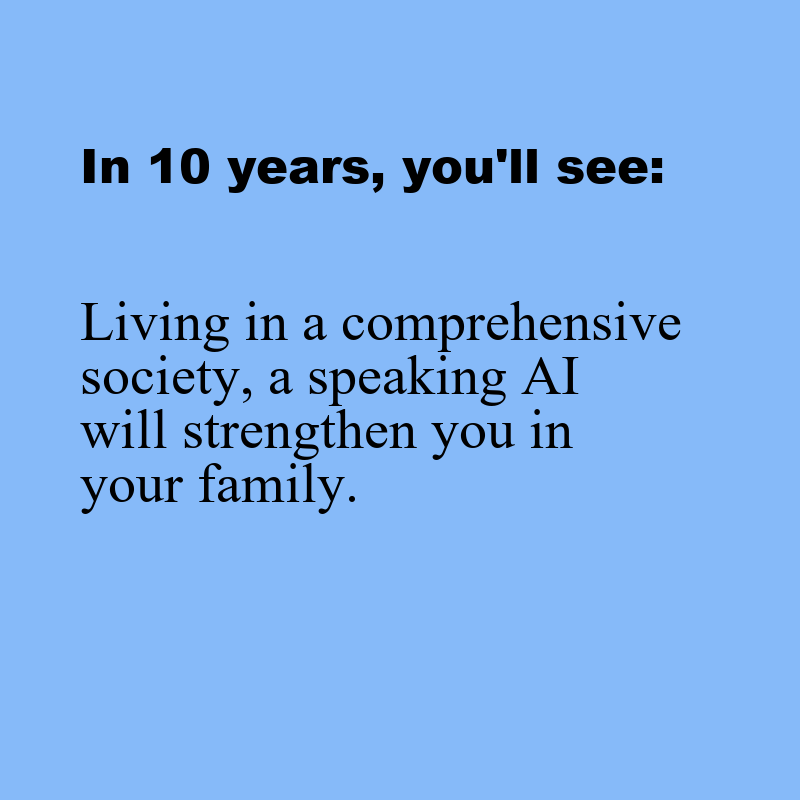 In 10 years, you'll see:
Living in a comprehensive
society, a speaking AI
will strengthen you in
your family.